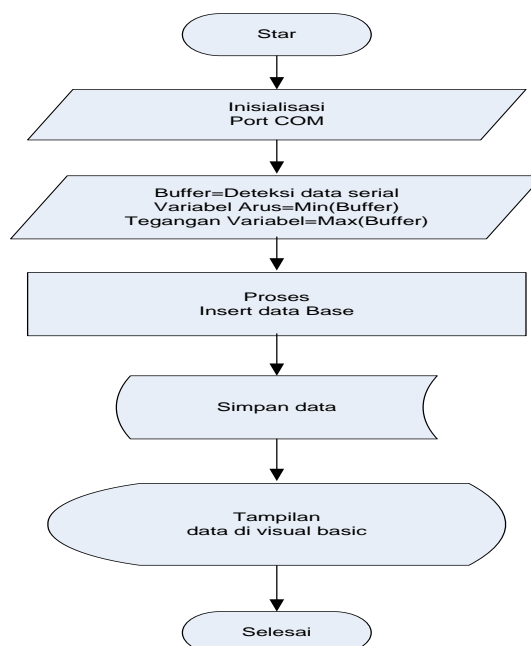 Star
Inisialisasi
Port COM
Buffer=Deteksi data serial
Variabel Arus=Min(Buffer)
Tegangan Variabel=Max(Buffer)
Proses
Insert data Base
Simpan data
Tampilan
data di visual basic
Selesai